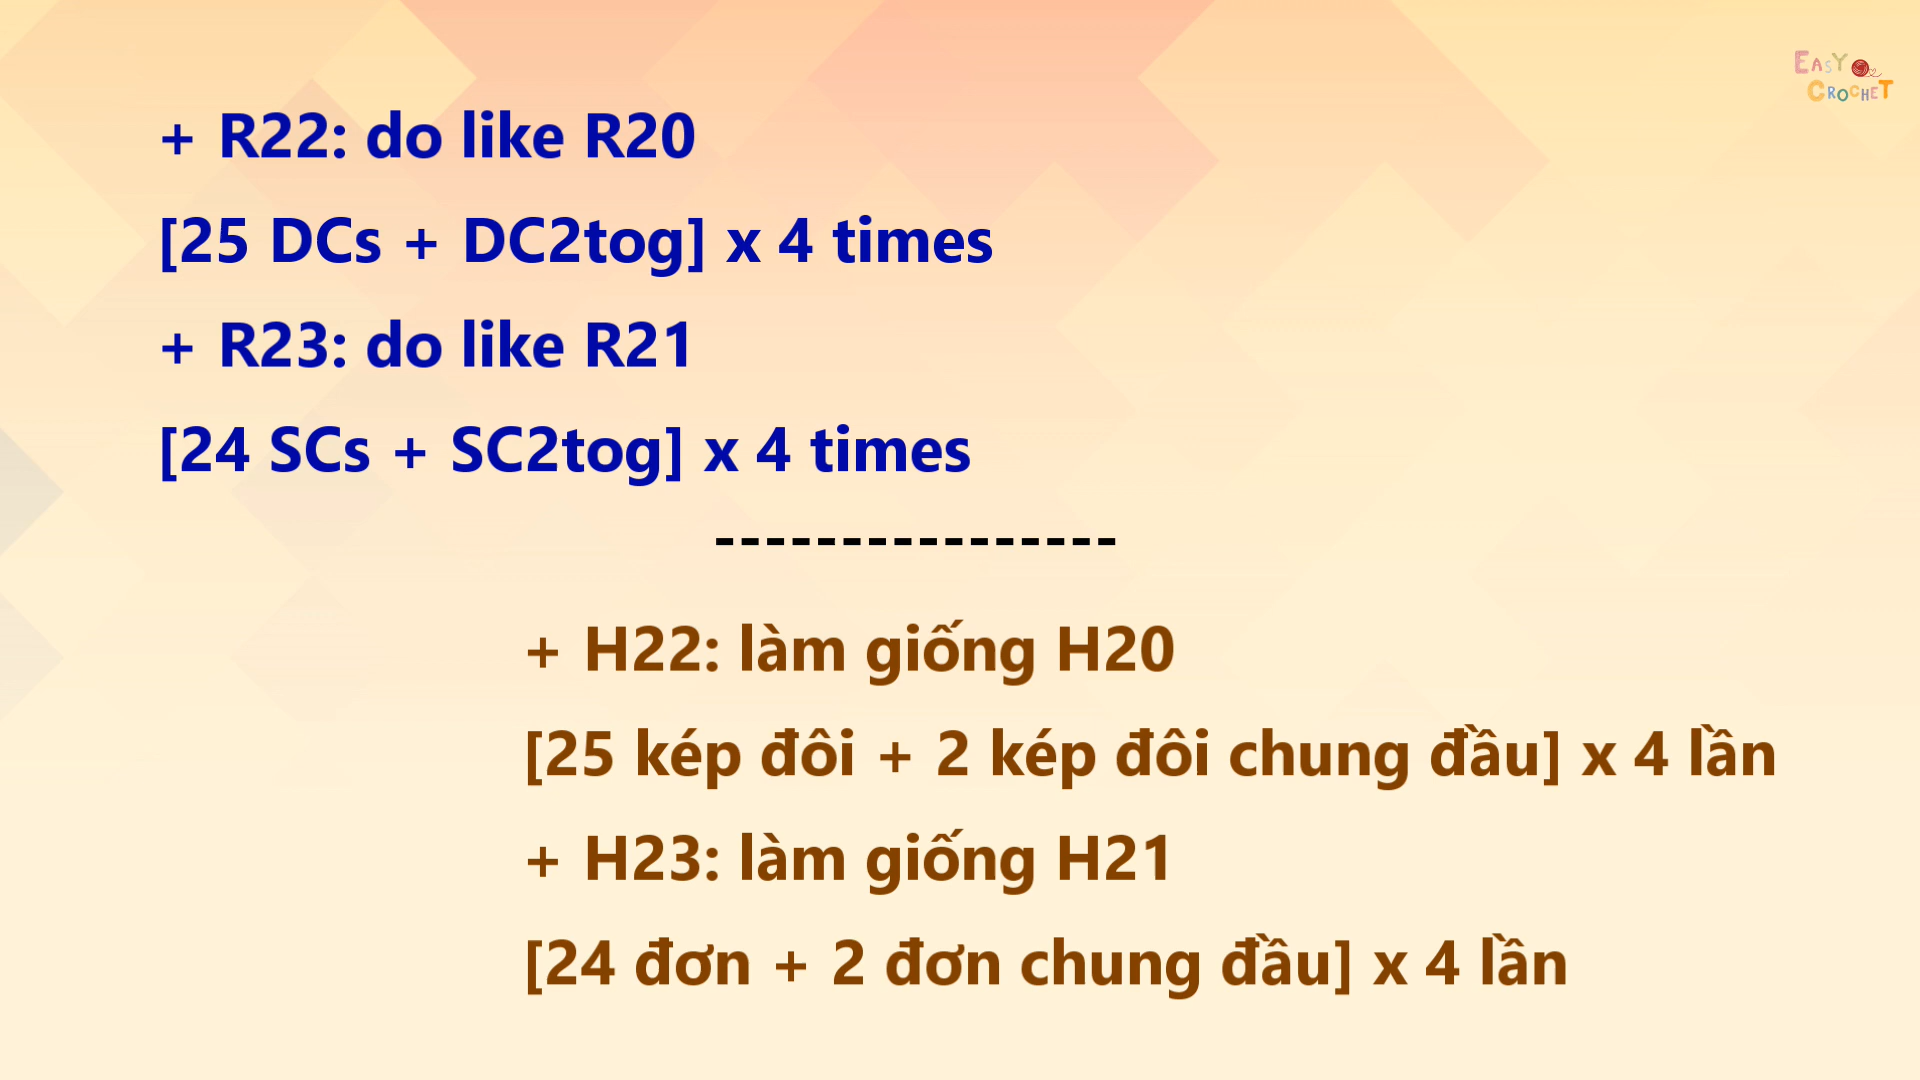 EASY
CROCHET
+ R22: do like R20
[25 DCs + DC2tog] x 4 times
+ R23: do like R21
[24 SCs + SC2tog] x 4 times
----------------
+ H22: làm giống H20
[25 kép đôi + 2 kép đôi chung đầu] x 4 lần
+ H23: làm giống H21
[24 đơn + 2 đơn chung đầu] x 4 lần